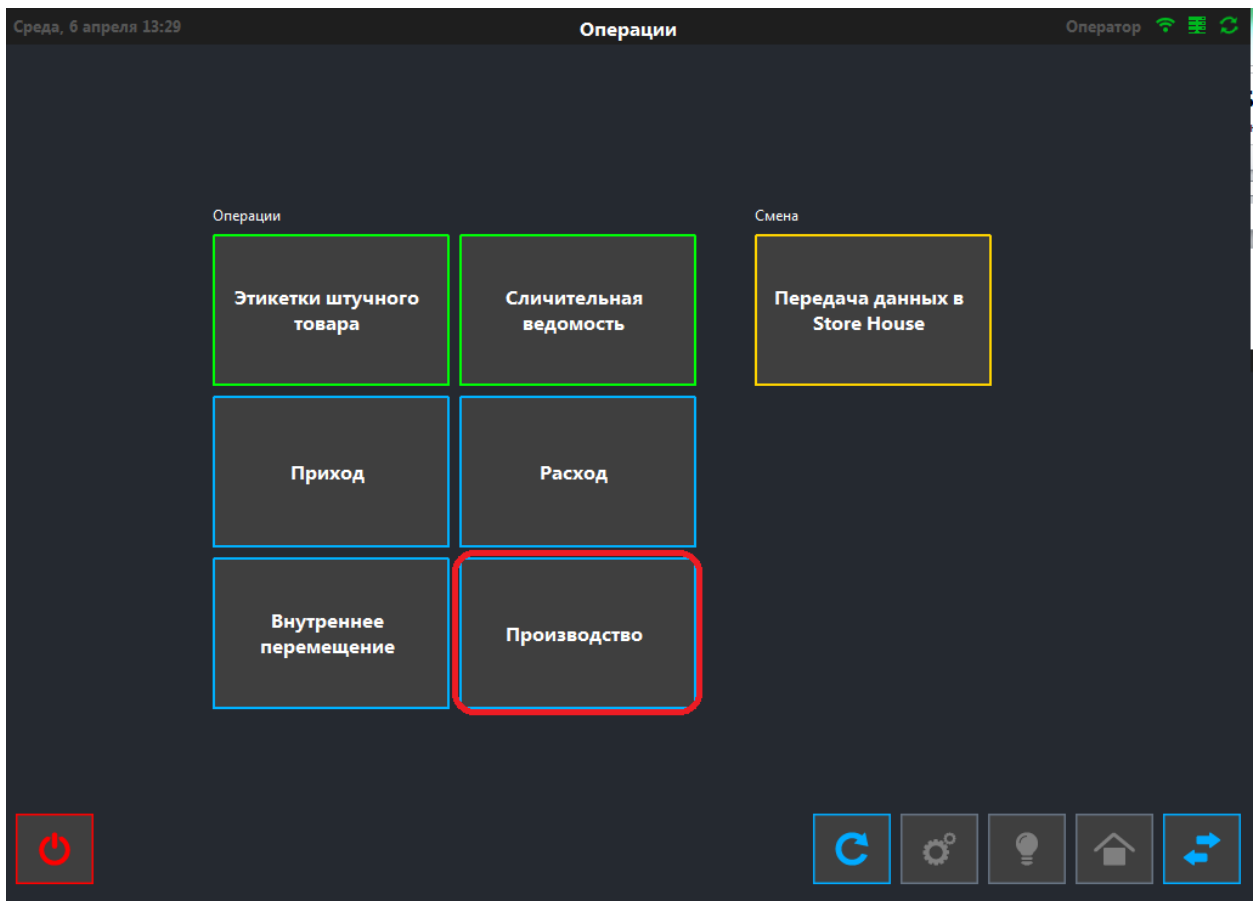 Среда, 6 апреля 13:29
Операции
Оператор
Операции
Смена
Этикетки штучного
товара
Сличительная
ведомость
Передача данных в
Store House
Приход
Расход
Внутреннее
перемещение
Производство